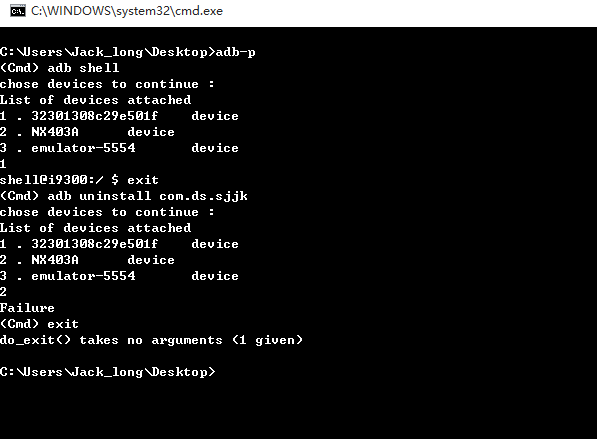 C:\WINDOWS\system32\cmd.exe
C:\Users\Jack_long\Desktop>adb-p
(Cmd) adb shell
chose devices to continue :
List of devices attached
1 . 32301308c29e501f    device
2 . NX403A      device
3 . emulator-5554       device
1
shell@i9300:/ $ exit
(Cmd) adb uninstall com.ds.sjjk
chose devices to continue :
List of devices attached
1 . 32301308c29e501f    device
2 . NX403A      device
3 . emulator-5554       device
2
Failure
(Cmd) exit
do_exit() takes no arguments (1 given)
C:\Users\Jack_long\Desktop>